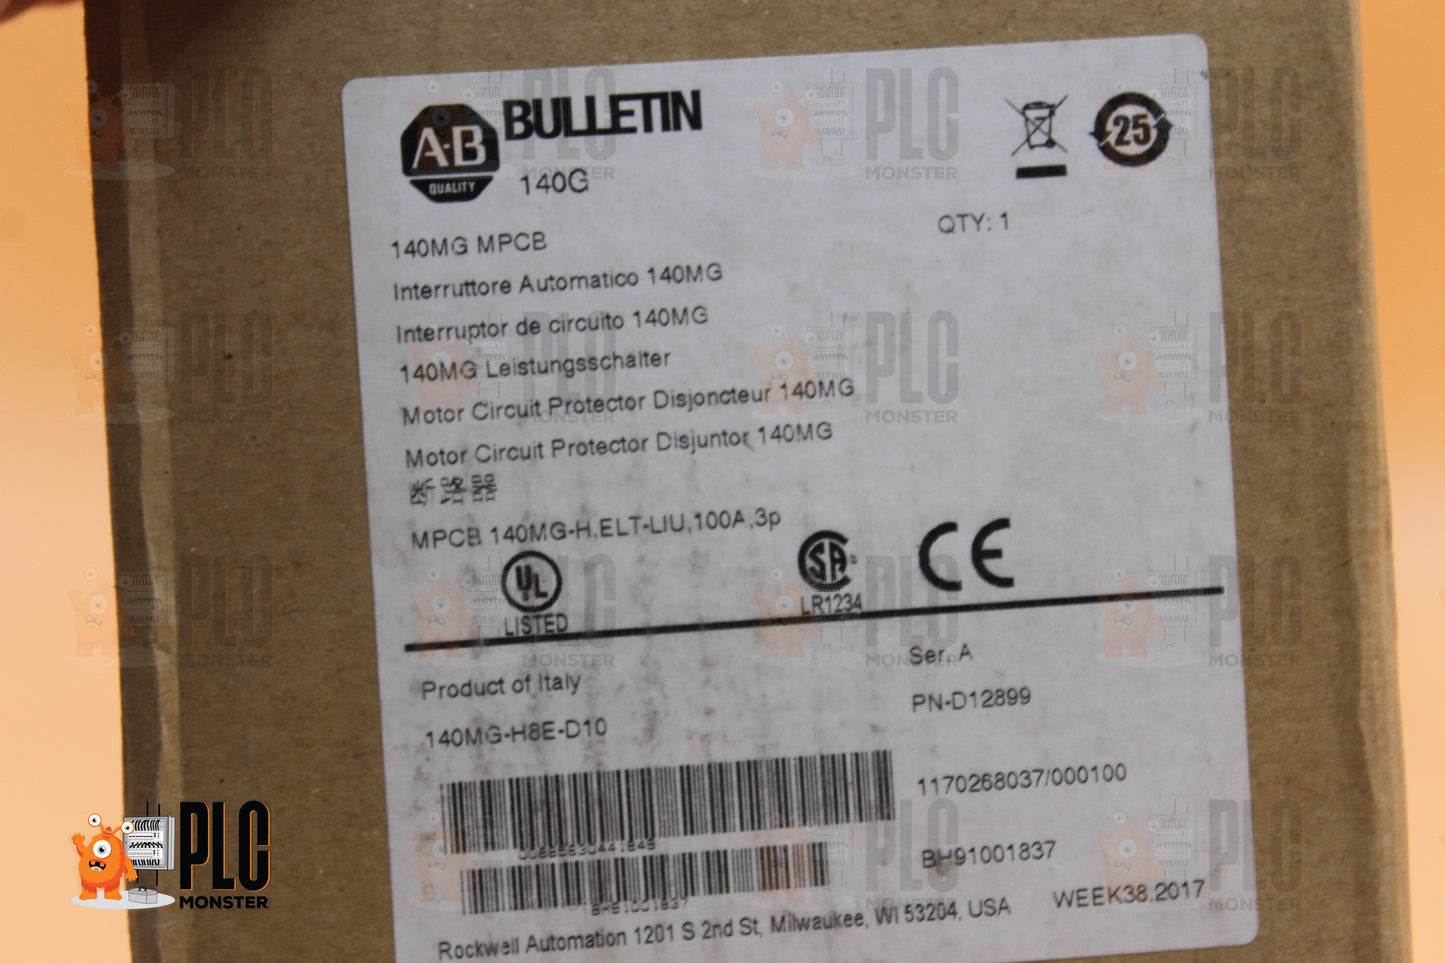 A-B
QUALITY
BULLETIN
140G
25
QTY: 1
140MG MPCB
Interruttore Automatico 140MG
Interruptor de circuito 140MG
140MG Leistungsschalter
Motor Circuit Protector Disjoncteur 140MG
Motor Circuit Protector Disjuntor 140MG
断路器
MPCB 140MG-H,ELT-LIU,100A,3p
UL
LISTED
SA
LR1234
CE
Product of Italy
Ser. A
140MG-H8E-D10
PN-D12899
1170268037/000100
BH91001837
BH91001837
WEEK38.2017
Rockwell Automation 1201 S 2nd St, Milwaukee, WI 53204, USA
PLC
MONSTER